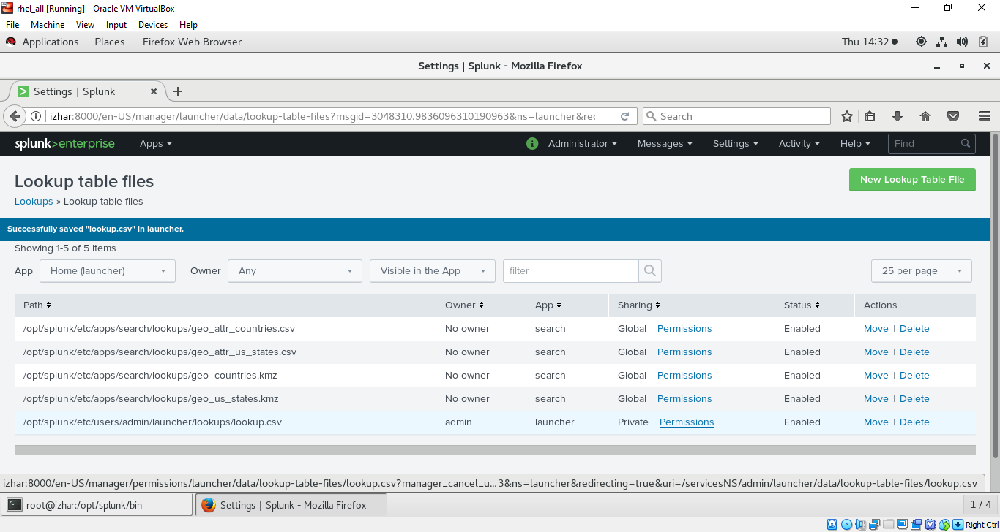 rhel_all [Running] - Oracle VM VirtualBox
File Machine View Input Devices Help
Applications Places Firefox Web Browser Thu 14:32
Settings | Splunk - Mozilla Firefox
Settings | Splunk
izhar:8000/en-US/manager/launcher/data/lookup-table-files?msgid=3048310.9836096310190963&ns=launcher&rec Search
splunk>enterprise Apps i Administrator Messages Settings Activity Help Find
Lookup table files New Lookup Table File
Lookups » Lookup table files
Successfully saved "lookup.csv" in launcher.
Showing 1-5 of 5 items
App Home (launcher) Owner Any Visible in the App filter 25 per page
Path Owner App Sharing Status Actions
/opt/splunk/etc/apps/search/lookups/geo_attr_countries.csv No owner search Global | Permissions Enabled Move | Delete
/opt/splunk/etc/apps/search/lookups/geo_attr_us_states.csv No owner search Global | Permissions Enabled Move | Delete
/opt/splunk/etc/apps/search/lookups/geo_countries.kmz No owner search Global | Permissions Enabled Move | Delete
/opt/splunk/etc/apps/search/lookups/geo_us_states.kmz No owner search Global | Permissions Enabled Move | Delete
/opt/splunk/etc/users/admin/launcher/lookups/lookup.csv admin launcher Private | Permissions Enabled Move | Delete
izhar:8000/en-US/manager/permissions/launcher/data/lookup-table-files/lookup.csv?manager_cancel_u...3&ns=launcher&redirecting=true&uri=/servicesNS/admin/launcher/data/lookup-table-files/lookup.csv
root@izhar:/opt/splunk/bin Settings | Splunk - Mozilla Firefox 1 / 4
Right Ctrl